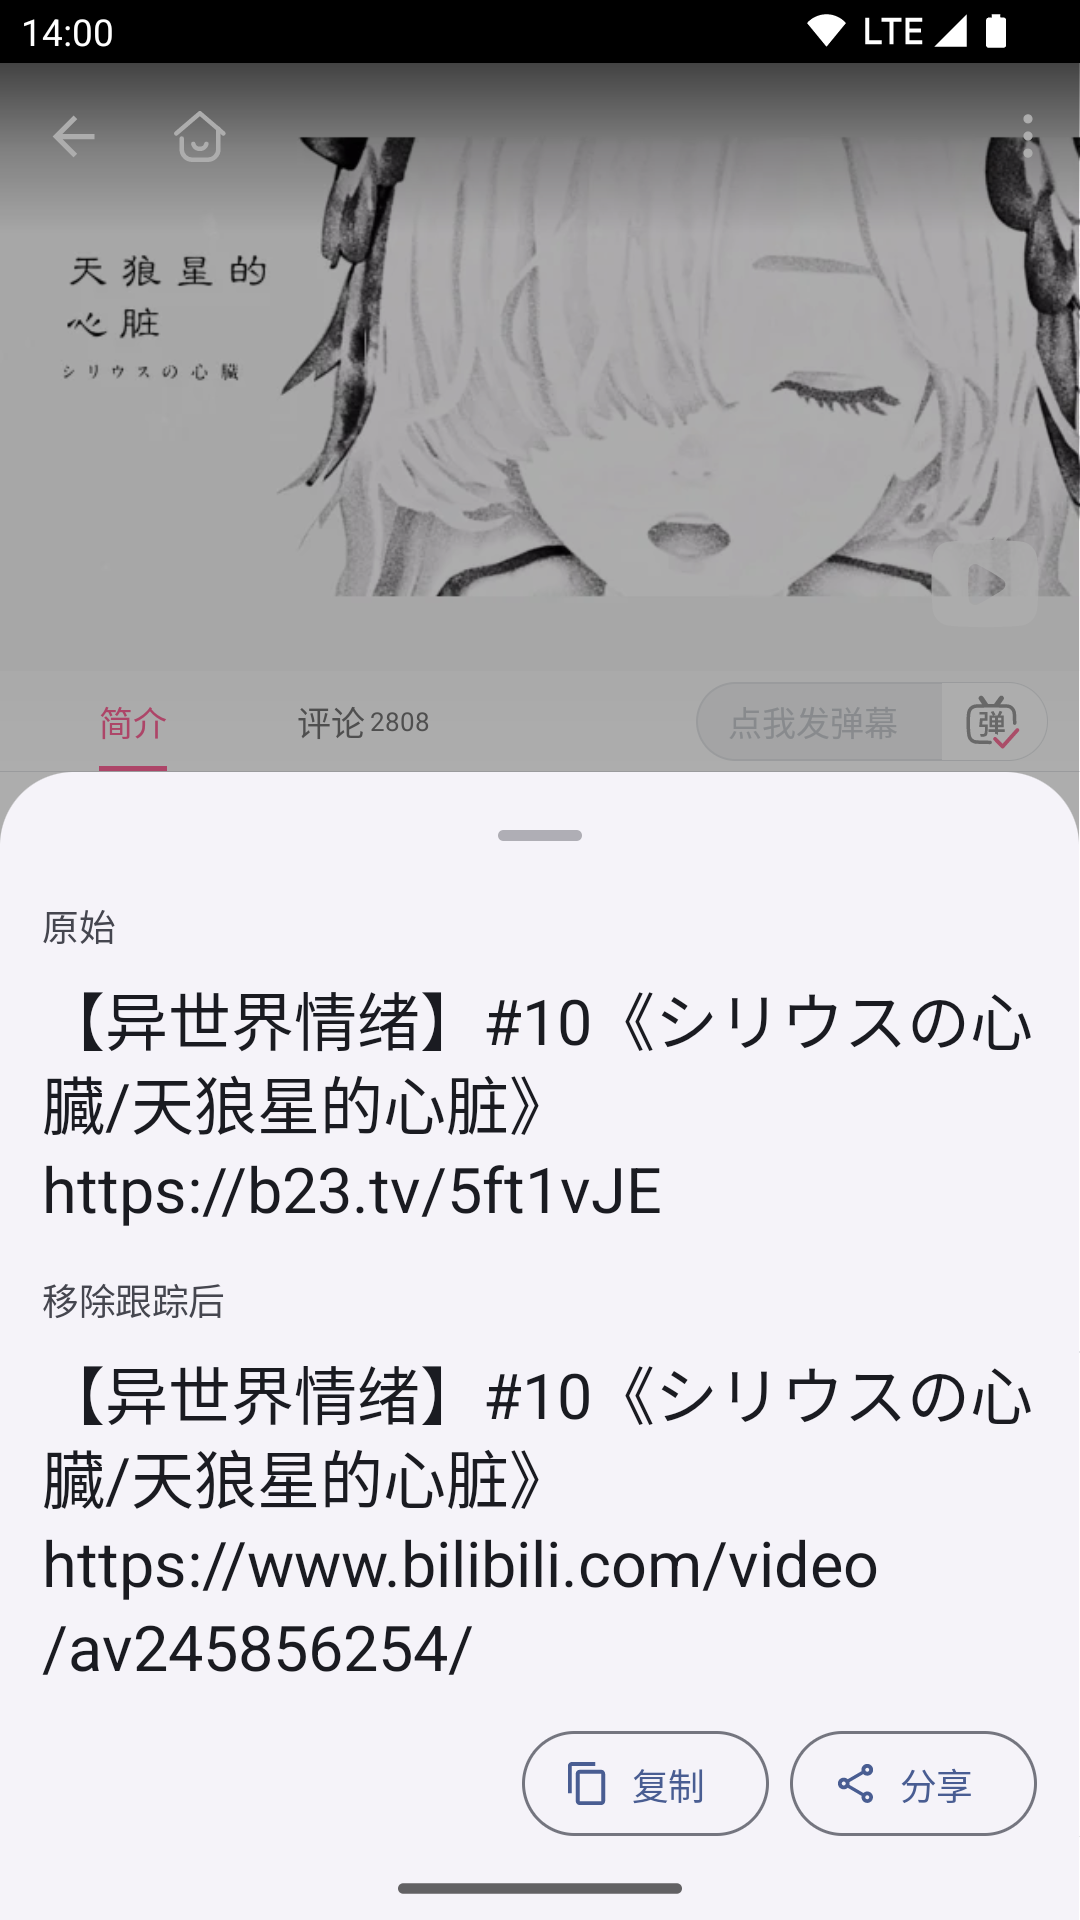 14:00 LTE
天狼星的
心脏
シリウスの心臓
简介 评论 2808 点我发弹幕 弹
原始
【异世界情绪】#10《シリウスの心
臓/天狼星的心脏》
https://b23.tv/5ft1vJE
移除跟踪后
【异世界情绪】#10《シリウスの心
臓/天狼星的心脏》
https://www.bilibili.com/video
/av245856254/
复制 分享